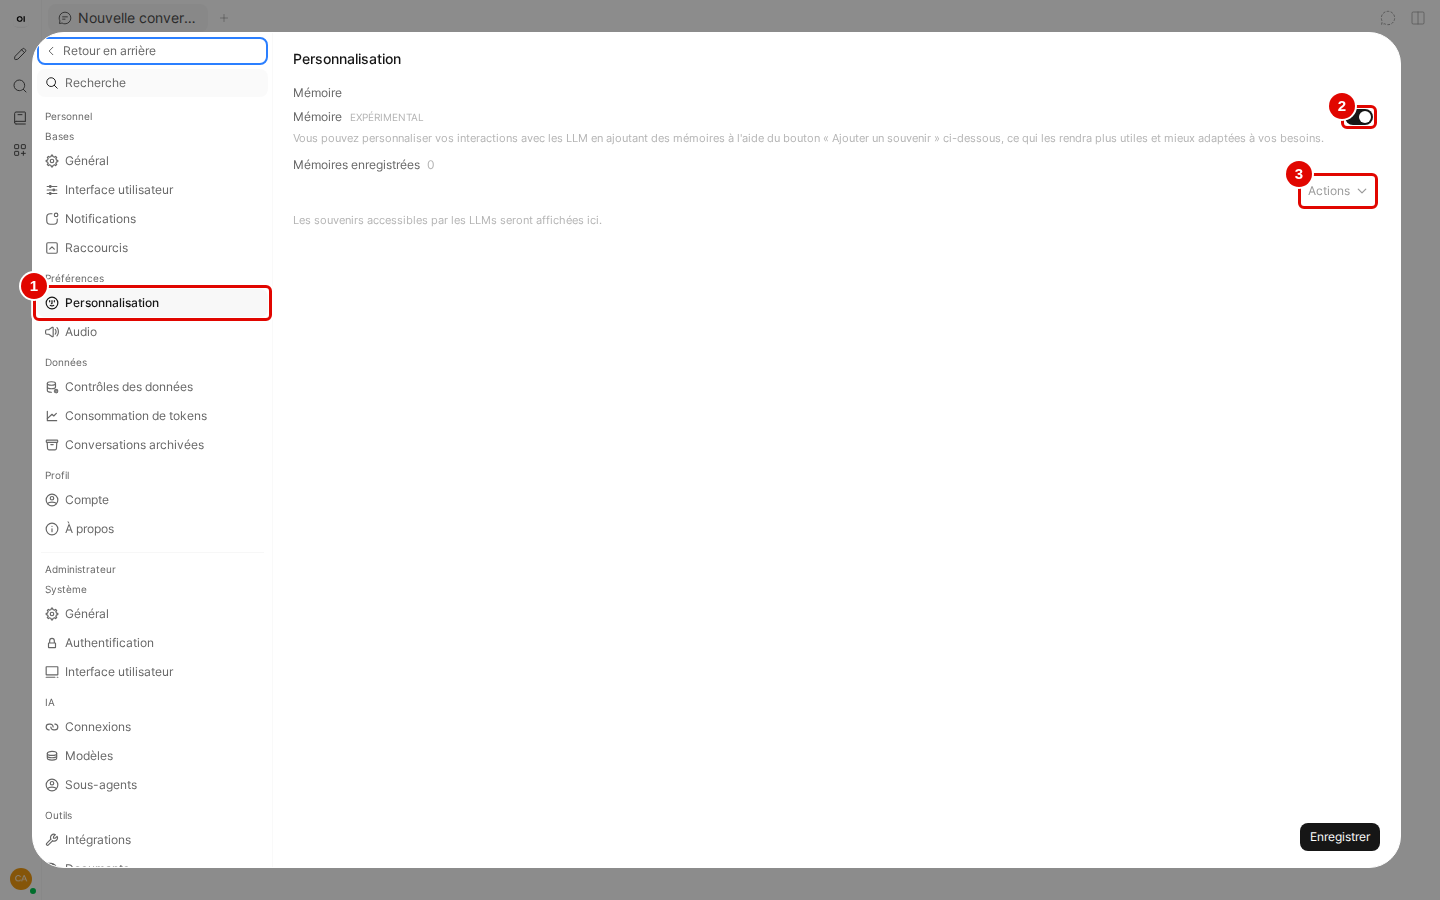 OI
Nouvelle conver...
Retour en arrière
Recherche
Personnel
Bases
Général
Interface utilisateur
Notifications
Raccourcis
Préférences
1
Personnalisation
Audio
Données
Contrôles des données
Consommation de tokens
Conversations archivées
Profil
Compte
À propos
Administrateur
Système
Général
Authentification
Interface utilisateur
IA
Connexions
Modèles
Sous-agents
Outils
Intégrations
Documents
CA
Personnalisation
Mémoire
Mémoire EXPÉRIMENTAL
2
Vous pouvez personnaliser vos interactions avec les LLM en ajoutant des mémoires à l'aide du bouton « Ajouter un souvenir » ci-dessous, ce qui les rendra plus utiles et mieux adaptées à vos besoins.
Mémoires enregistrées 0
3
Actions
Les souvenirs accessibles par les LLMs seront affichées ici.
Enregistrer